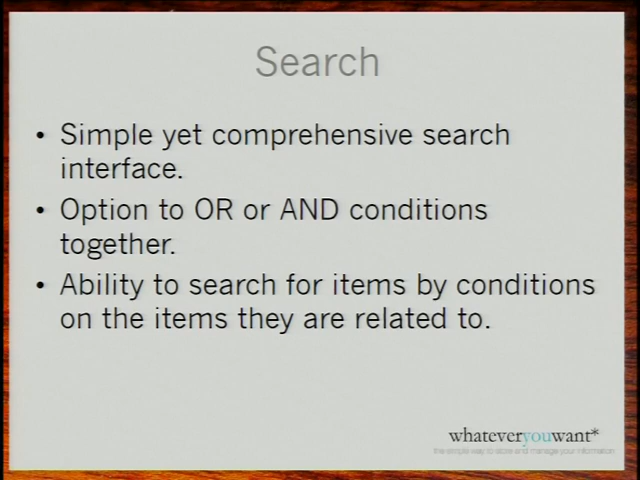 Search
• Simple yet comprehensive search
interface.
• Option to OR or AND conditions
together.
• Ability to search for items by conditions
on the items they are related to.
whateveryouwant*
the simple way to store and manage your information